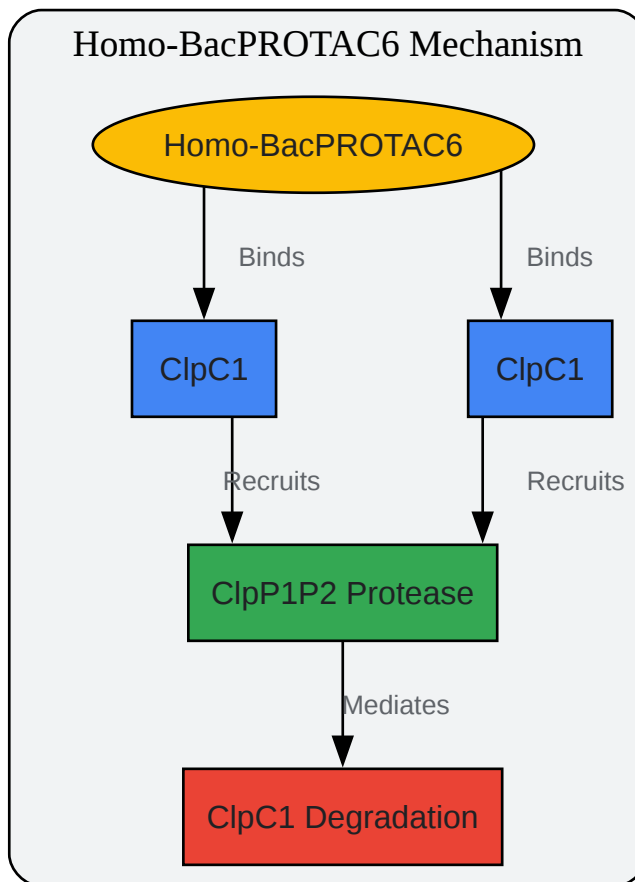 Homo-BacPROTAC6 Mechanism
Homo-BacPROTAC6
Binds
Binds
ClpC1
ClpC1
Recruits
Recruits
ClpP1P2 Protease
Mediates
ClpC1 Degradation